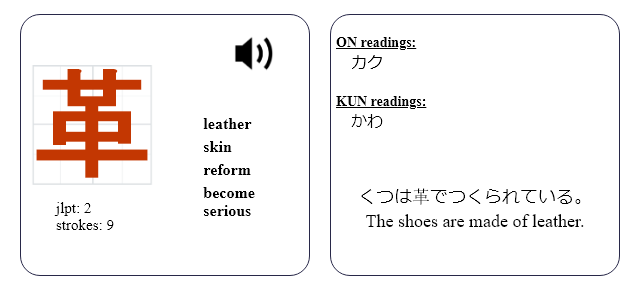 革
leather
skin
reform
become
serious
jlpt: 2
strokes: 9
ON readings:
カク
KUN readings:
かわ
くつは革でつくられている。
The shoes are made of leather.